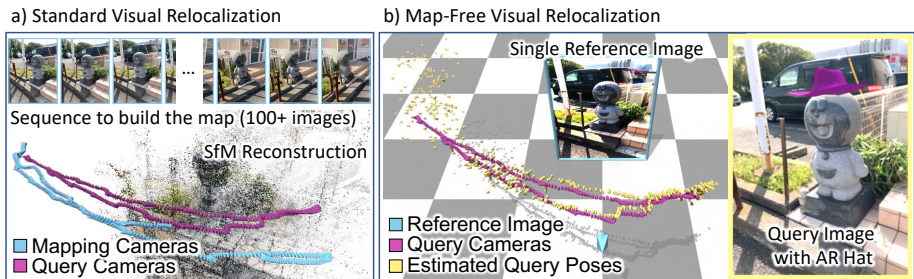 a) Standard Visual Relocalization
...
Sequence to build the map (100+ images)
SfM Reconstruction
Mapping Cameras
Query Cameras
b) Map-Free Visual Relocalization
Single Reference Image
Reference Image
Query Cameras
Estimated Query Poses
Query Image
with AR Hat